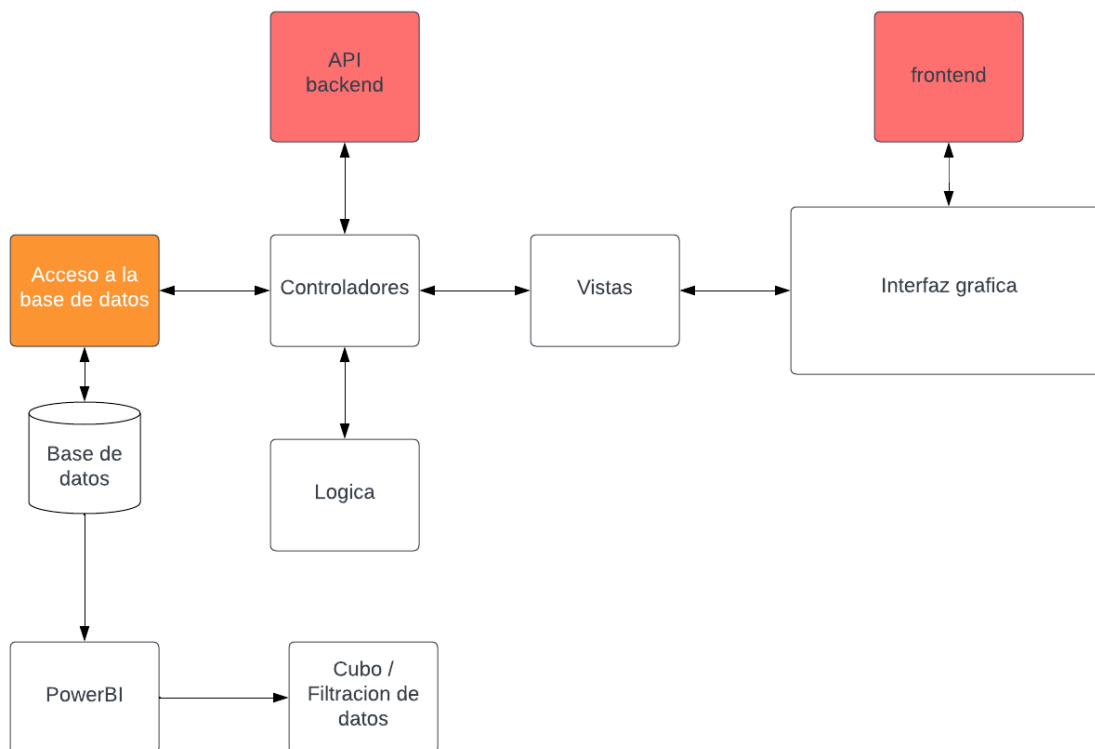 API
backend
frontend
Acceso a la
base de datos
Controladores
Vistas
Interfaz grafica
Base de
datos
Logica
PowerBI
Cubo /
Filtracion de
datos